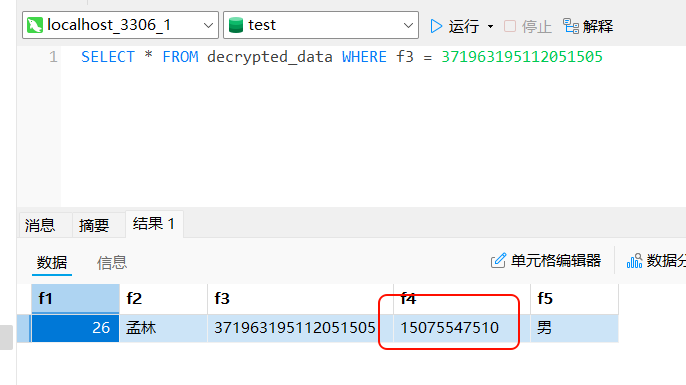 localhost_3306_1 test 运行 停止 解释
1 SELECT * FROM decrypted_data WHERE f3 = 371963195112051505
消息 摘要 结果 1
数据 信息 单元格编辑器 数据分
f1 f2 f3 f4 f5
26 孟林 371963195112051505 15075547510 男